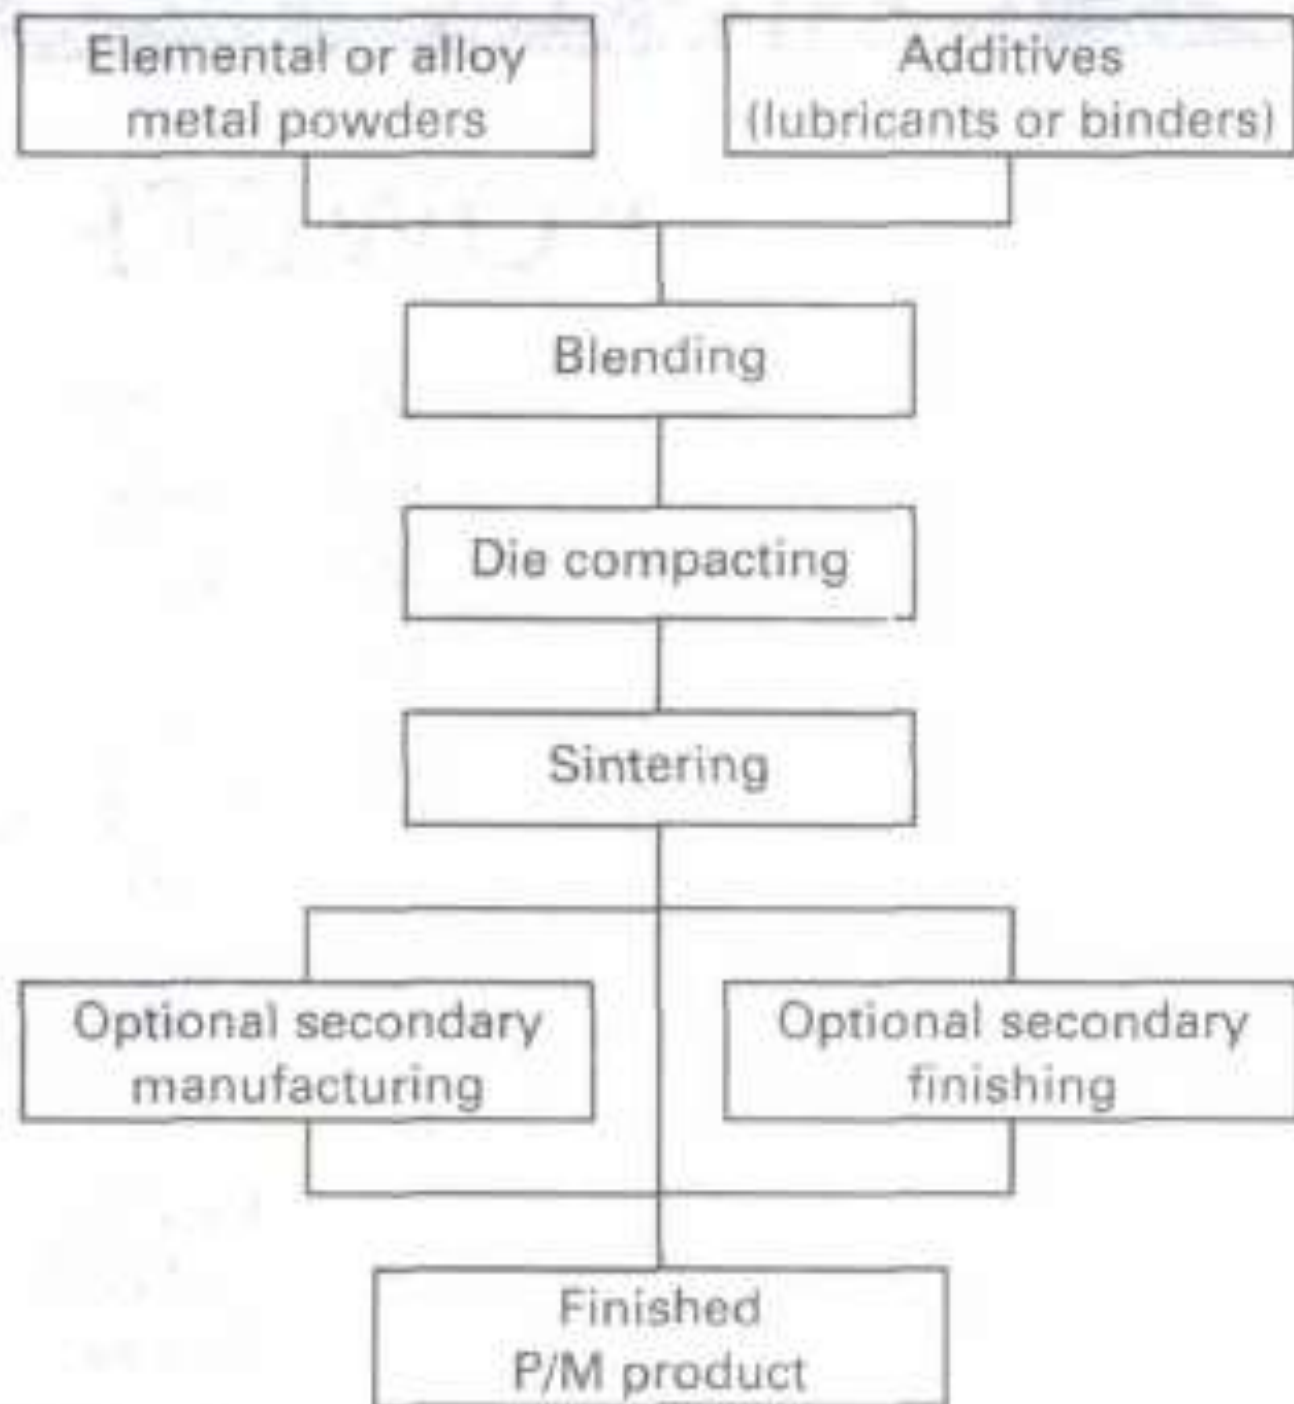 Elemental or alloy
metal powders
Additives
(lubricants or binders)
Blending
Die compacting
Sintering
Optional secondary
manufacturing
Optional secondary
finishing
Finished
P/M product